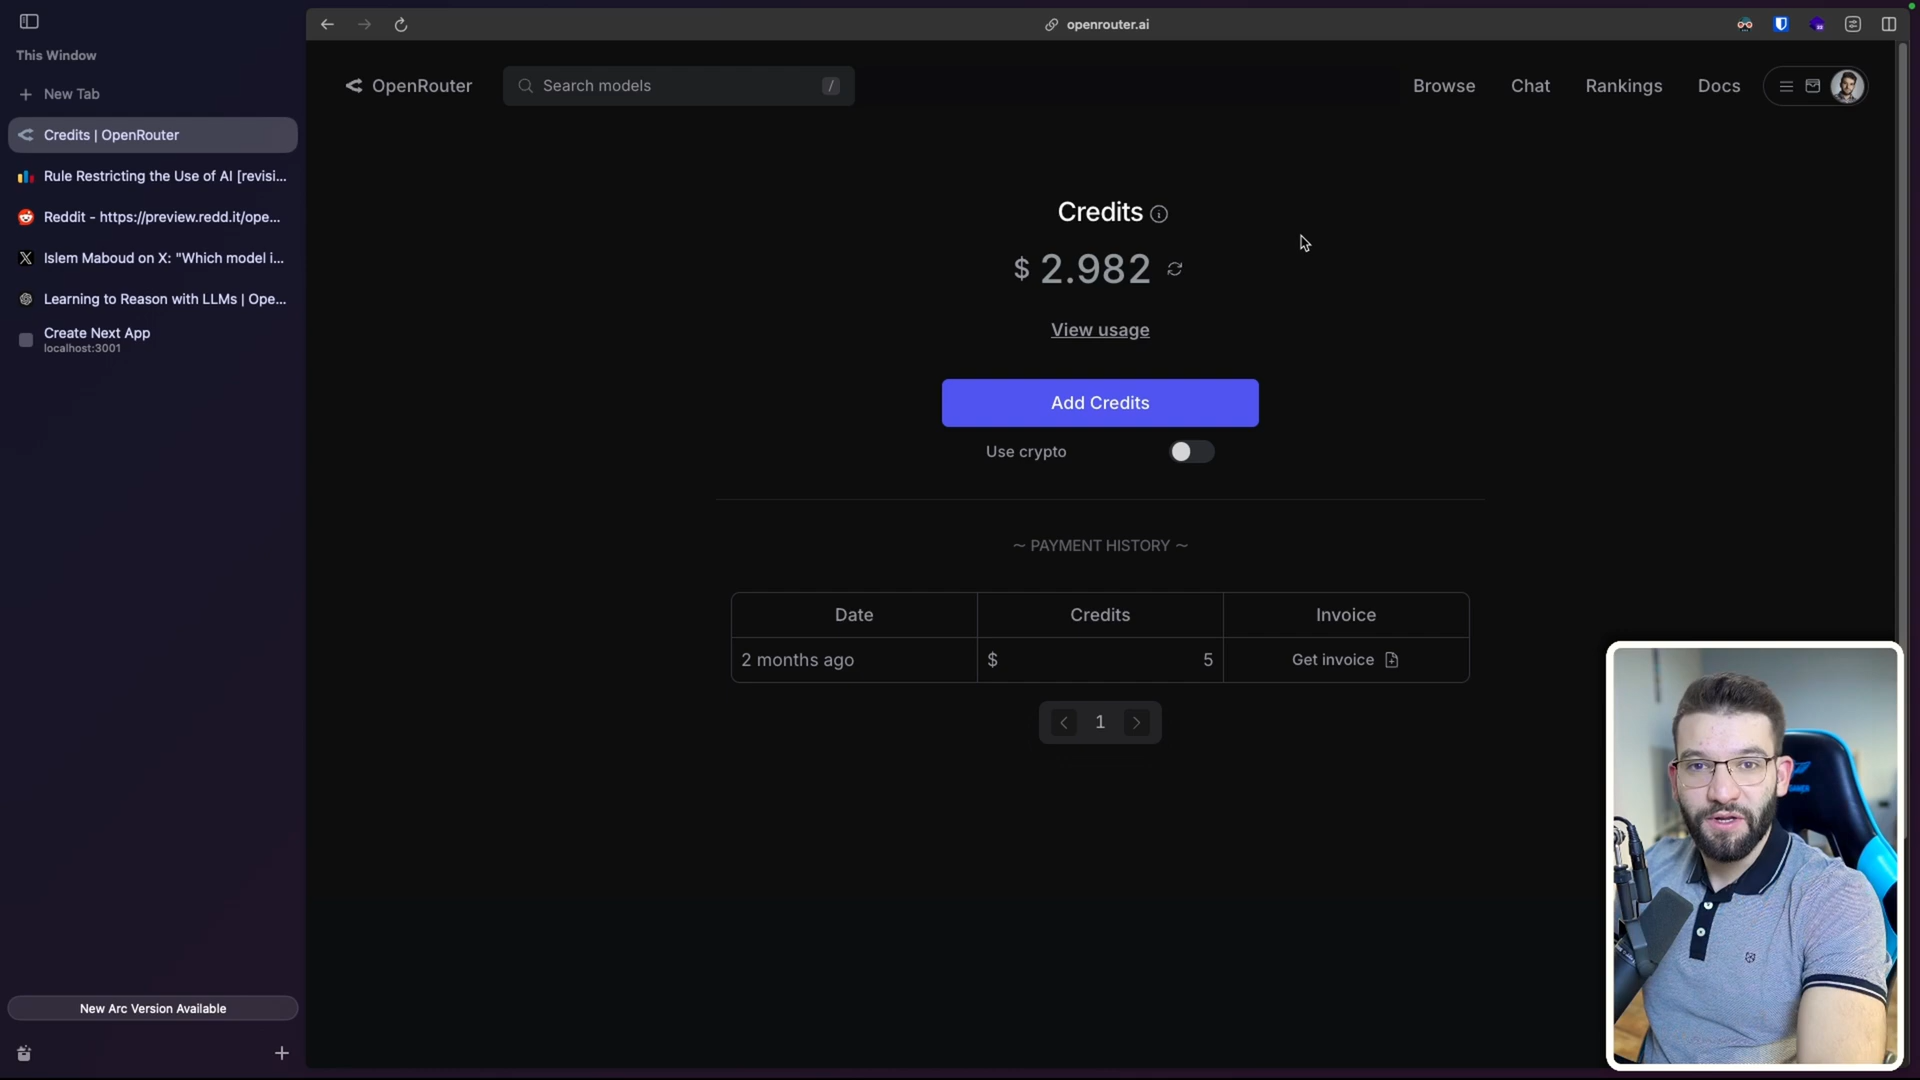 This Window
New Tab
Credits | OpenRouter
Rule Restricting the Use of AI [revisi...
Reddit - https://preview.redd.it/ope...
Islem Maboud on X: "Which model i...
Learning to Reason with LLMs | Ope...
Create Next App
localhost:3001
New Arc Version Available
openrouter.ai
OpenRouter
Search models
/
Browse
Chat
Rankings
Docs
Credits
$ 2.982
View usage
Add Credits
Use crypto
~ PAYMENT HISTORY ~
Date Credits Invoice
2 months ago $ 5 Get invoice
1